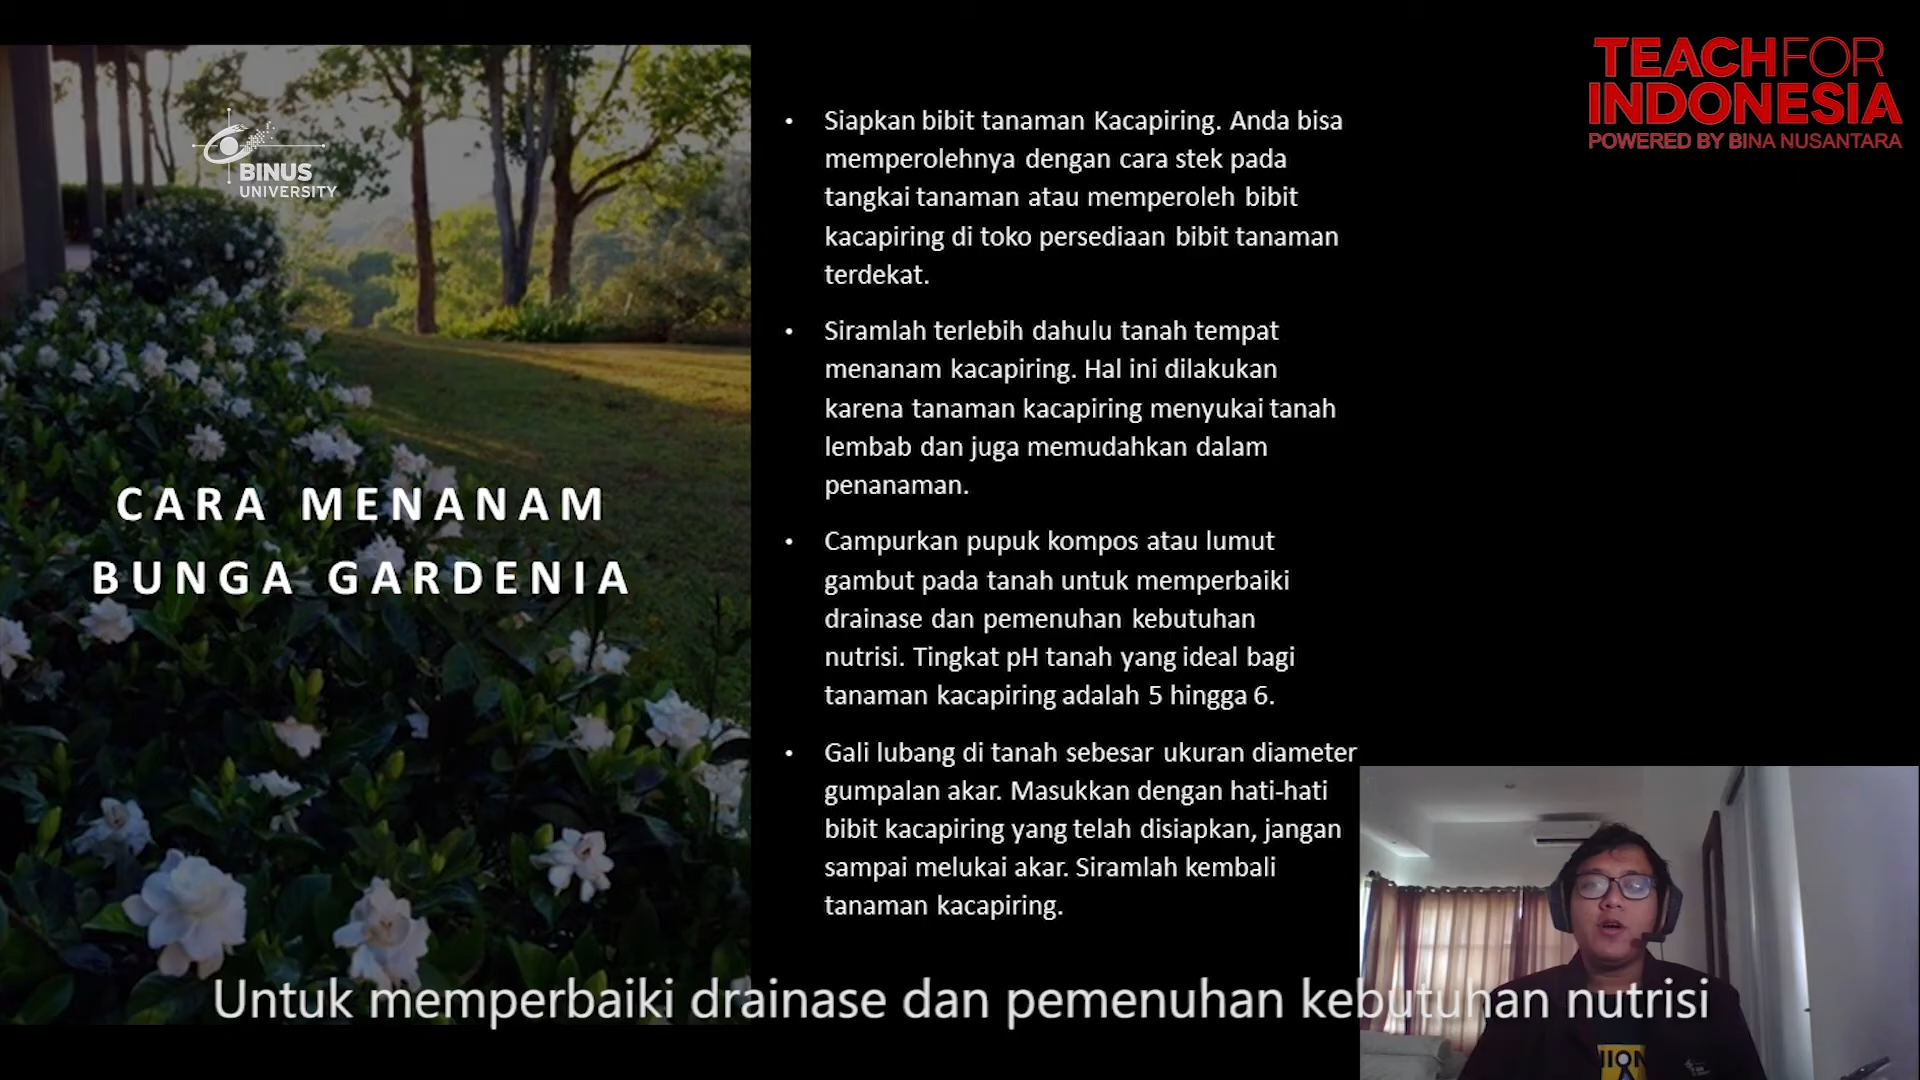 BINUS
UNIVERSITY
CARA MENANAM
BUNGA GARDENIA
• Siapkan bibit tanaman Kacapiring. Anda bisa
memperolehnya dengan cara stek pada
tangkai tanaman atau memperoleh bibit
kacapiring di toko persediaan bibit tanaman
terdekat.
• Siramlah terlebih dahulu tanah tempat
menanam kacapiring. Hal ini dilakukan
karena tanaman kacapiring menyukai tanah
lembab dan juga memudahkan dalam
penanaman.
• Campurkan pupuk kompos atau lumut
gambut pada tanah untuk memperbaiki
drainase dan pemenuhan kebutuhan
nutrisi. Tingkat pH tanah yang ideal bagi
tanaman kacapiring adalah 5 hingga 6.
• Gali lubang di tanah sebesar ukuran diameter
gumpalan akar. Masukkan dengan hati-hati
bibit kacapiring yang telah disiapkan, jangan
sampai melukai akar. Siramlah kembali
tanaman kacapiring.
TEACH FOR
INDONESIA
POWERED BY BINA NUSANTARA
Untuk memperbaiki drainase dan pemenuhan kebutuhan nutrisi